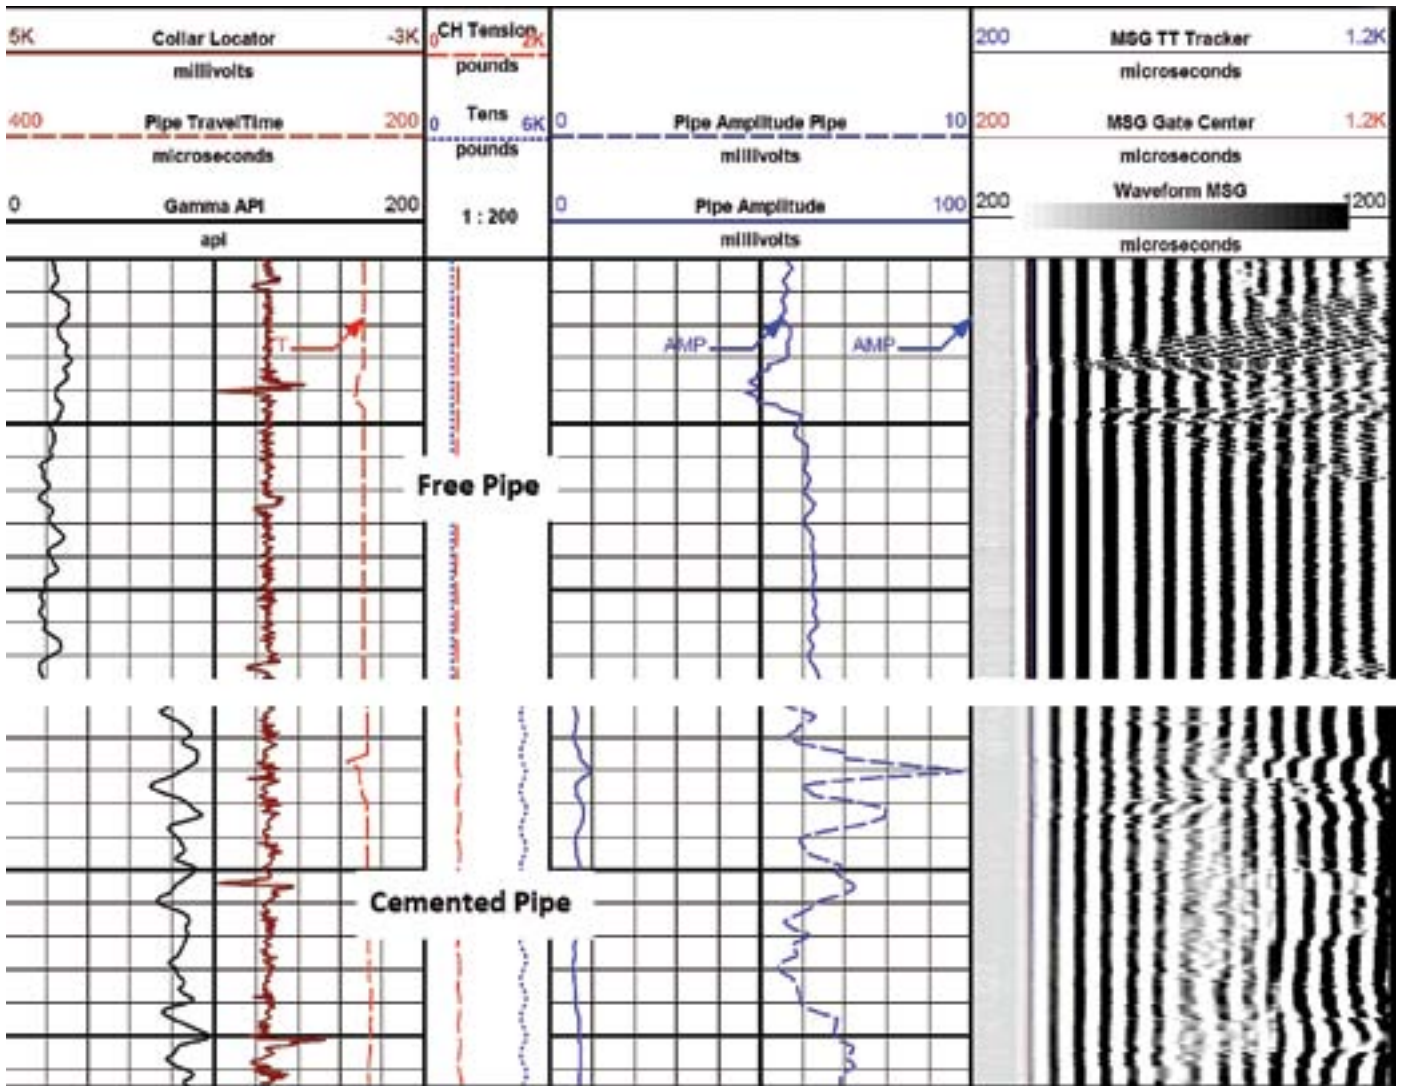 5K Collar Locator -3K
millivolts
400 Pipe TravelTime 200
microseconds
0 Gamma API 200
api
CH Tension
0 2K
pounds
Tens
0 6K
pounds
1 : 200
0 Pipe Amplitude Pipe 10
millivolts
0 Pipe Amplitude 100
millivolts
200 MSG TT Tracker 1.2K
microseconds
200 MSG Gate Center 1.2K
microseconds
Waveform MSG
200 1200
microseconds
T
AMP AMP
Free Pipe
Cemented Pipe